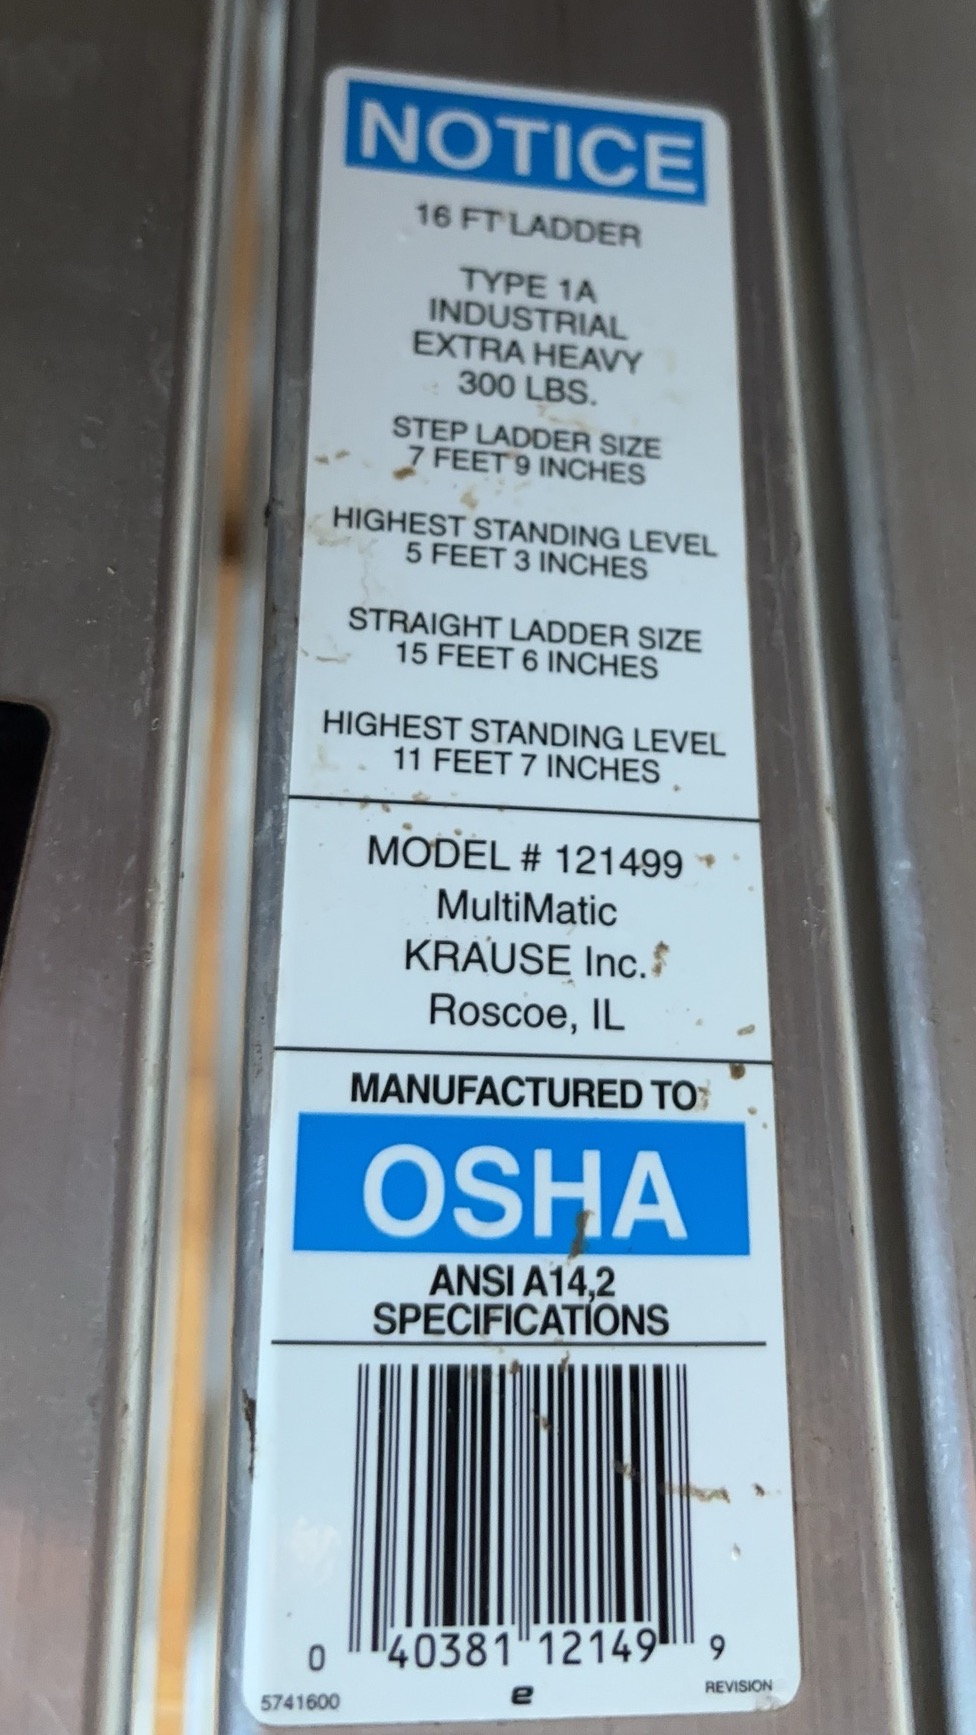 NOTICE
16 FT LADDER
TYPE 1A
INDUSTRIAL
EXTRA HEAVY
300 LBS.
STEP LADDER SIZE
7 FEET 9 INCHES
HIGHEST STANDING LEVEL
5 FEET 3 INCHES
STRAIGHT LADDER SIZE
15 FEET 6 INCHES
HIGHEST STANDING LEVEL
11 FEET 7 INCHES
MODEL # 121499
MultiMatic
KRAUSE Inc.
Roscoe, IL
MANUFACTURED TO
OSHA
ANSI A14,2
SPECIFICATIONS
0 40381 12149 9
5741600 e REVISION